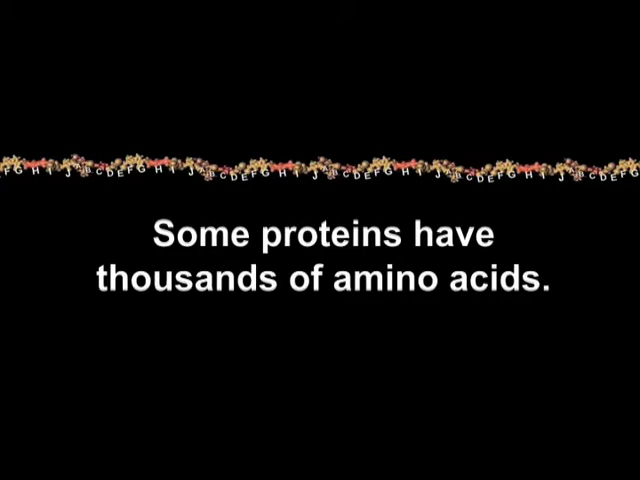 F G H I J A B C D E F G H I J A B C D E F G H I J A B C D E F G H I J A B C D E F G H I J A B C D E F G
Some proteins have
thousands of amino acids.